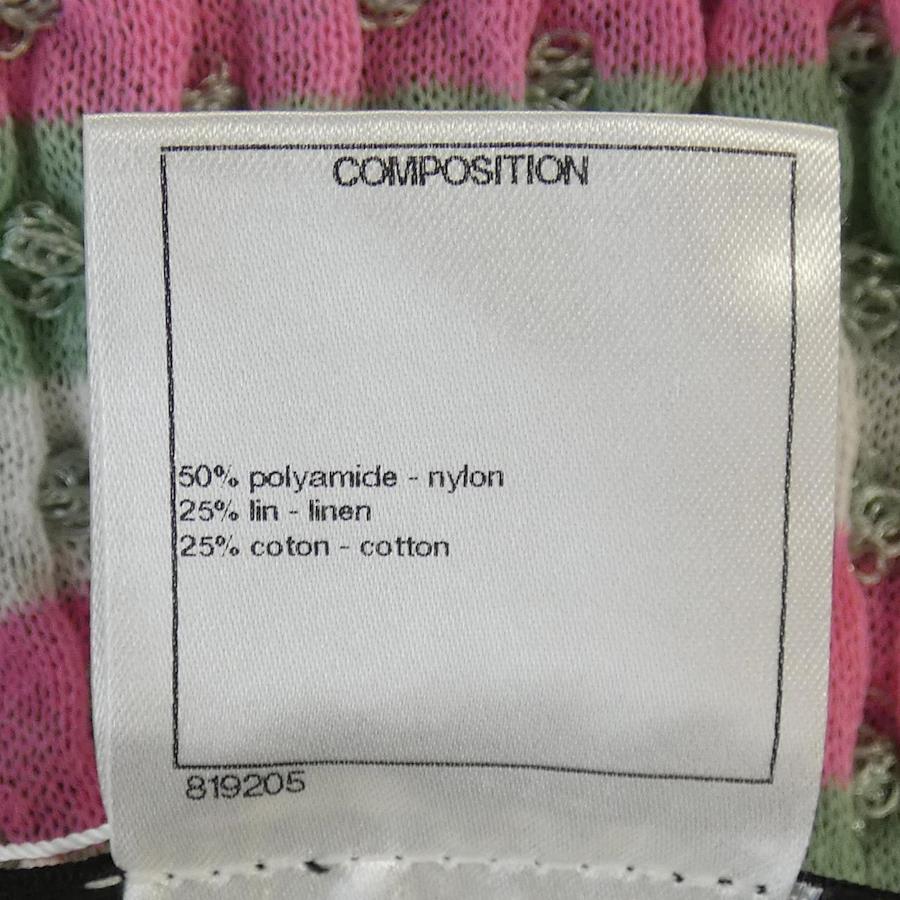 COMPOSITION
50% polyamide - nylon
25% lin - linen
25% coton - cotton
819205